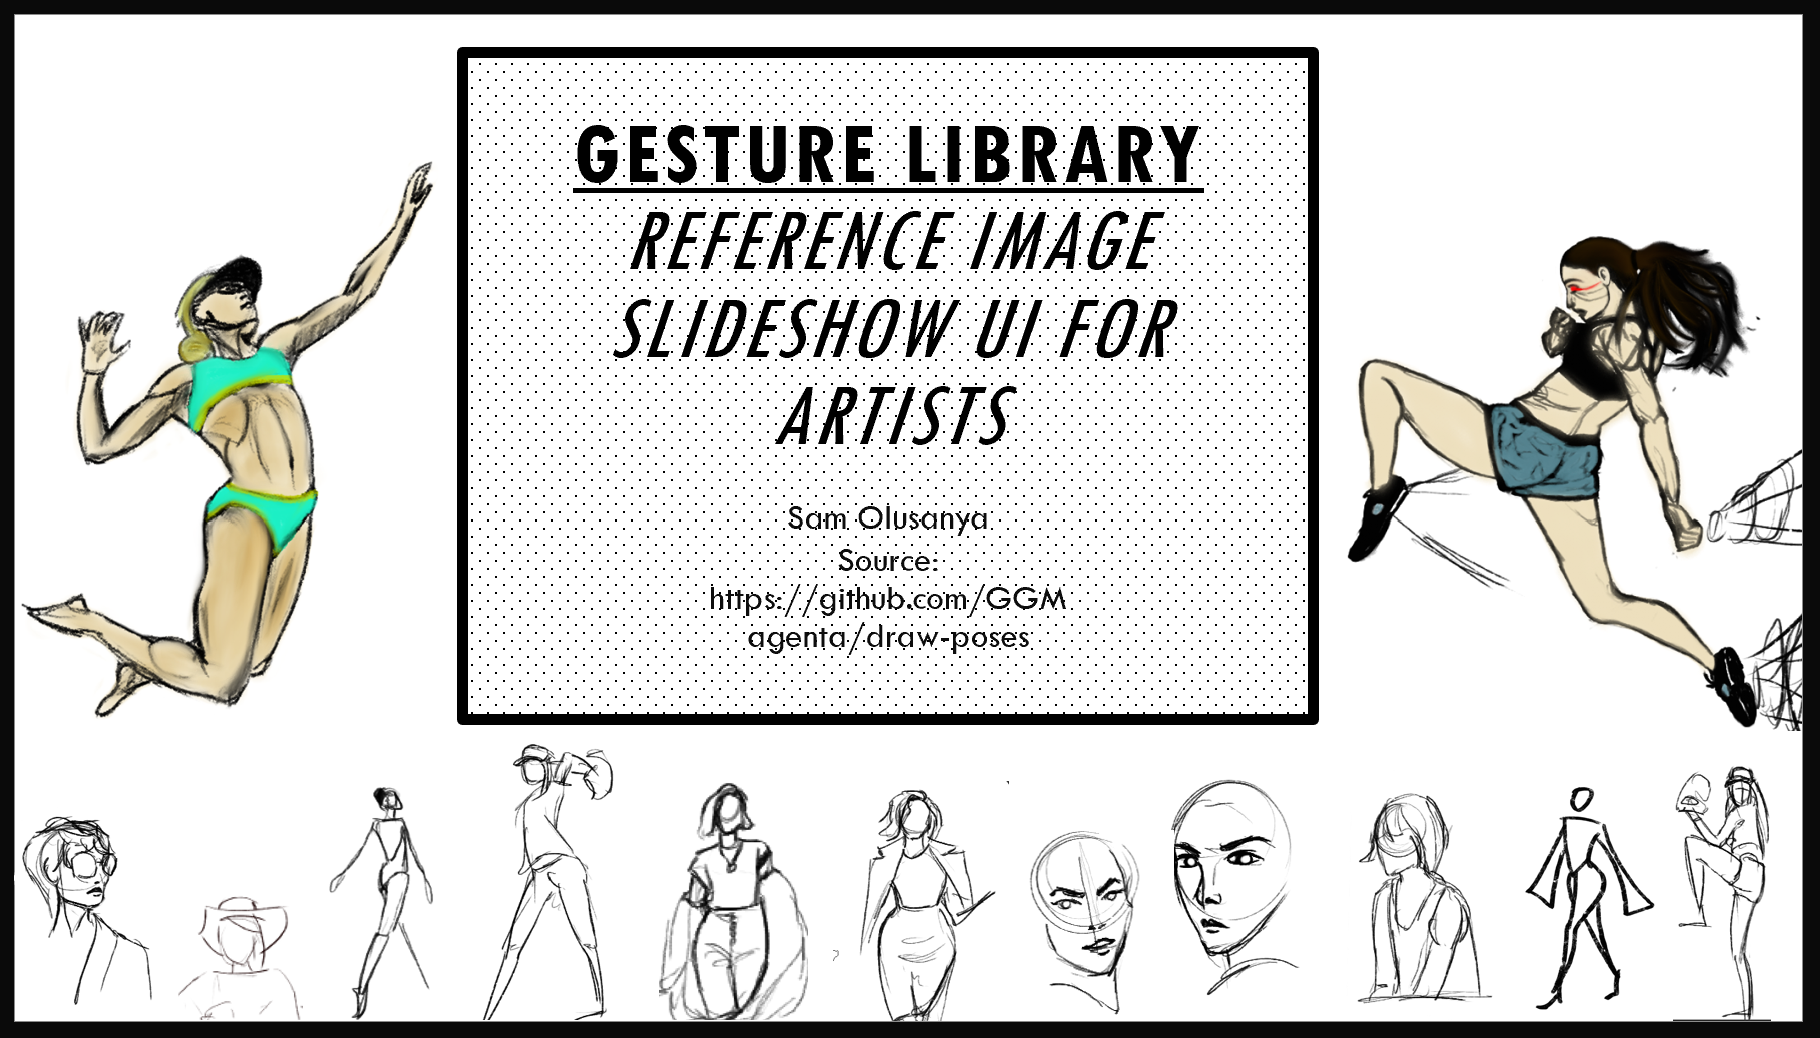 GESTURE LIBRARY
REFERENCE IMAGE
SLIDESHOW UI FOR
ARTISTS
Sam Olusanya
Source:
https://github.com/GGM
agenta/draw-poses